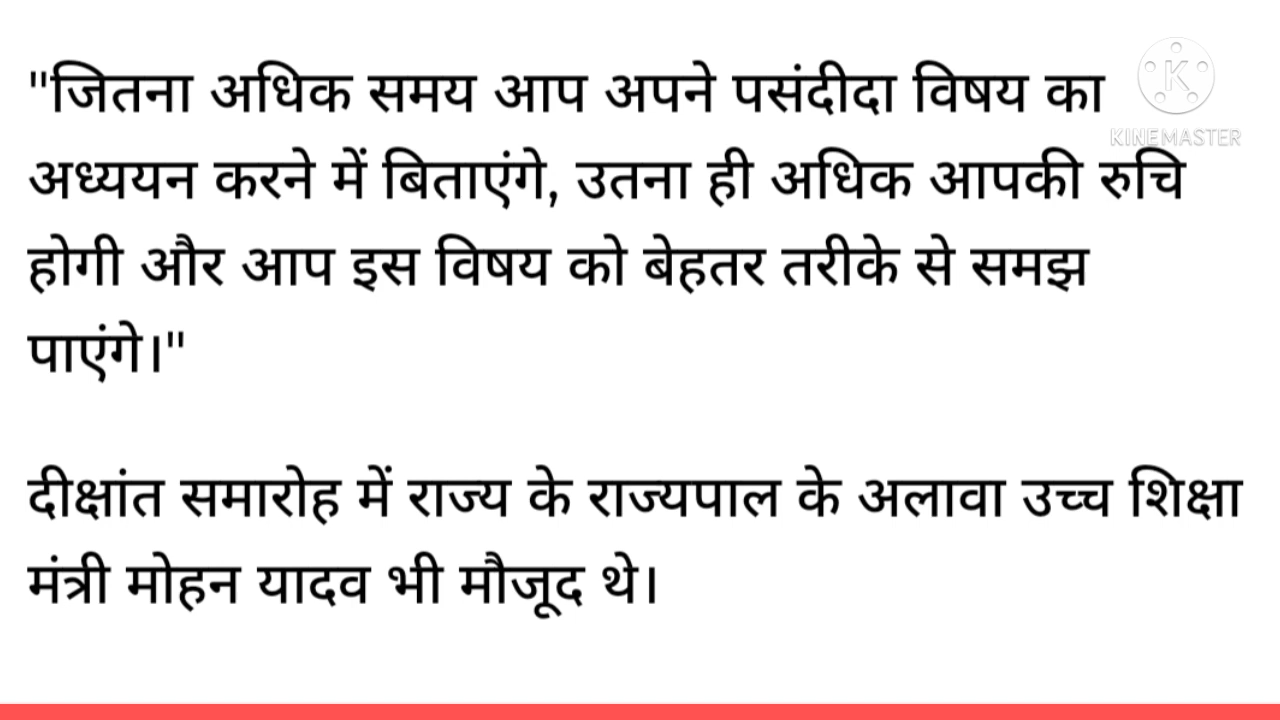 "जितना अधिक समय आप अपने पसंदीदा विषय का
अध्ययन करने में बिताएंगे, उतना ही अधिक आपकी रुचि
होगी और आप इस विषय को बेहतर तरीके से समझ
पाएंगे।"
दीक्षांत समारोह में राज्य के राज्यपाल के अलावा उच्च शिक्षा
मंत्री मोहन यादव भी मौजूद थे।
K
KINEMASTER